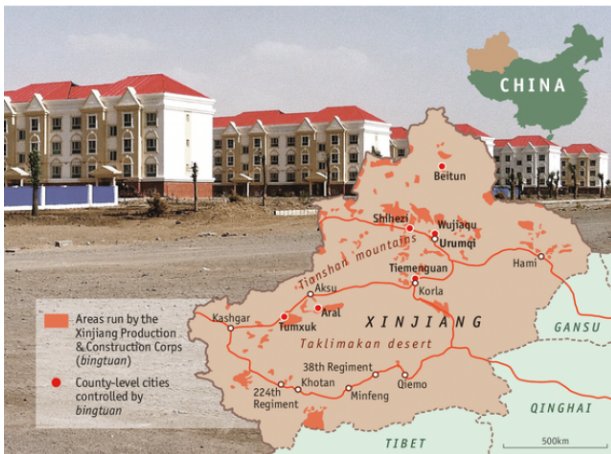 CHINA
Beitun
Shihezi
Wujiaqu
Urumqi
Tianshan mountains
Tiemenguan
Hami
Korla
Aksu
Aral
Kashgar
Tumxuk
XINJIANG
Taklimakan desert
GANSU
38th Regiment
Khotan
224th
Regiment
Minfeng
Qiemo
QINGHAI
TIBET
500km
Areas run by the
Xinjiang Production
& Construction Corps
(bingtuan)
County-level cities
controlled by
bingtuan